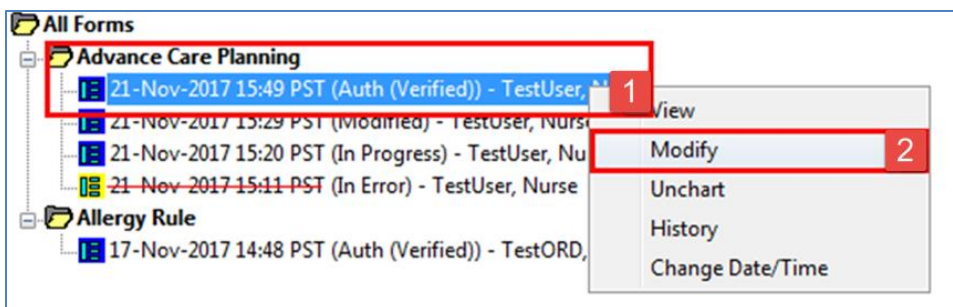 All Forms
Advance Care Planning
21-Nov-2017 15:49 PST (Auth (Verified)) - TestUser, N
1
View
21-Nov-2017 15:29 PST (Modified) - TestUser, Nurse
21-Nov-2017 15:20 PST (In Progress) - TestUser, Nu
Modify
2
21-Nov-2017 15:11 PST (In Error) - TestUser, Nurse
Unchart
Allergy Rule
History
17-Nov-2017 14:48 PST (Auth (Verified)) - TestORD,
Change Date/Time